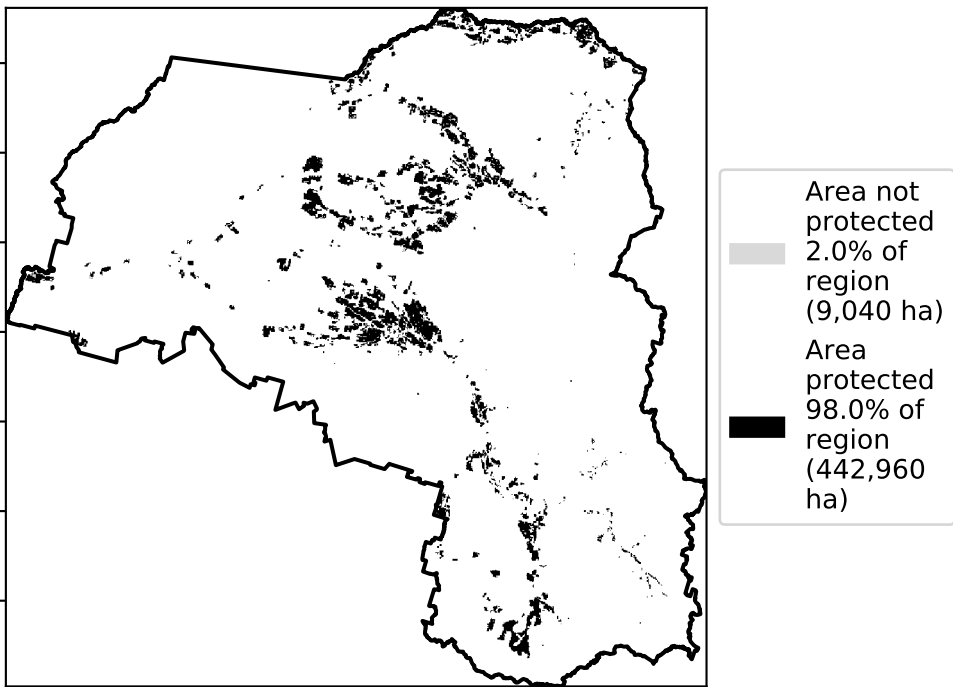 Area not
protected
2.0% of
region
(9,040 ha)
Area
protected
98.0% of
region
(442,960
ha)